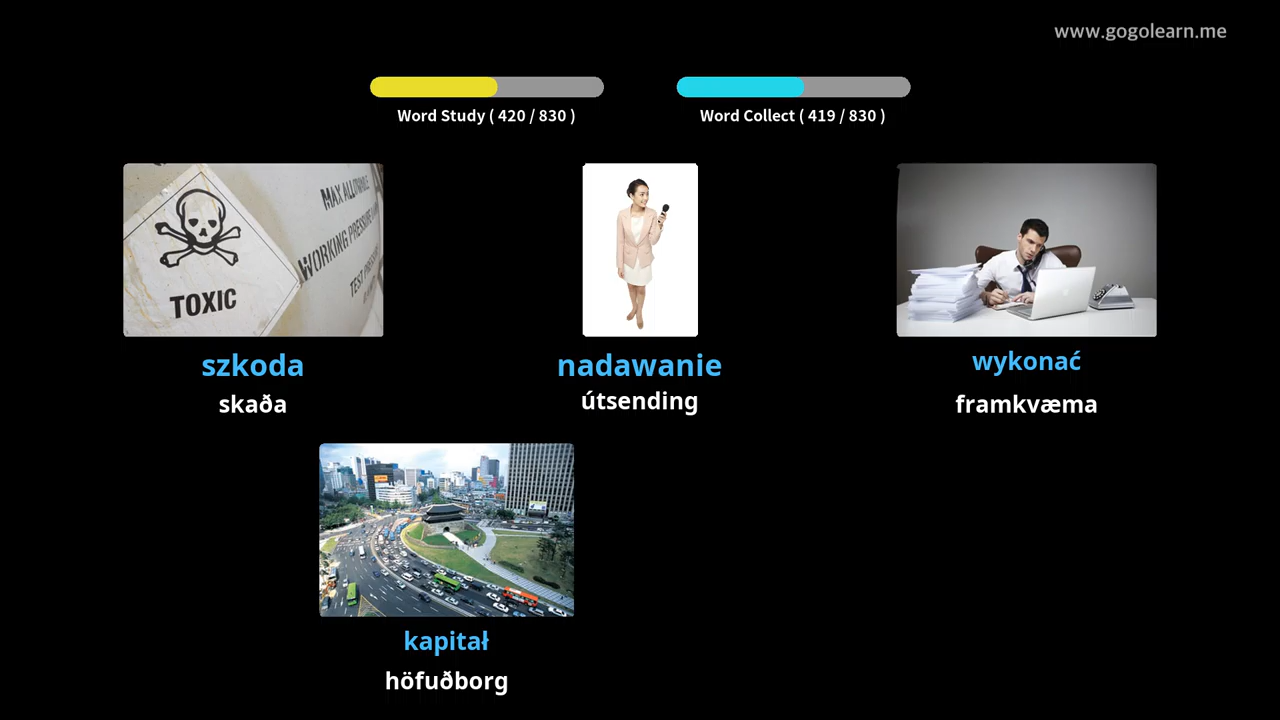 www.gogolearn.me
Word Study ( 420 / 830 )
Word Collect ( 419 / 830 )
MAX ALLOWABLE
WORKING PRESSURE
TEST PRESS
TOXIC
szkoda
skaða
nadawanie
útsending
wykonać
framkvæma
kapitał
höfuðborg